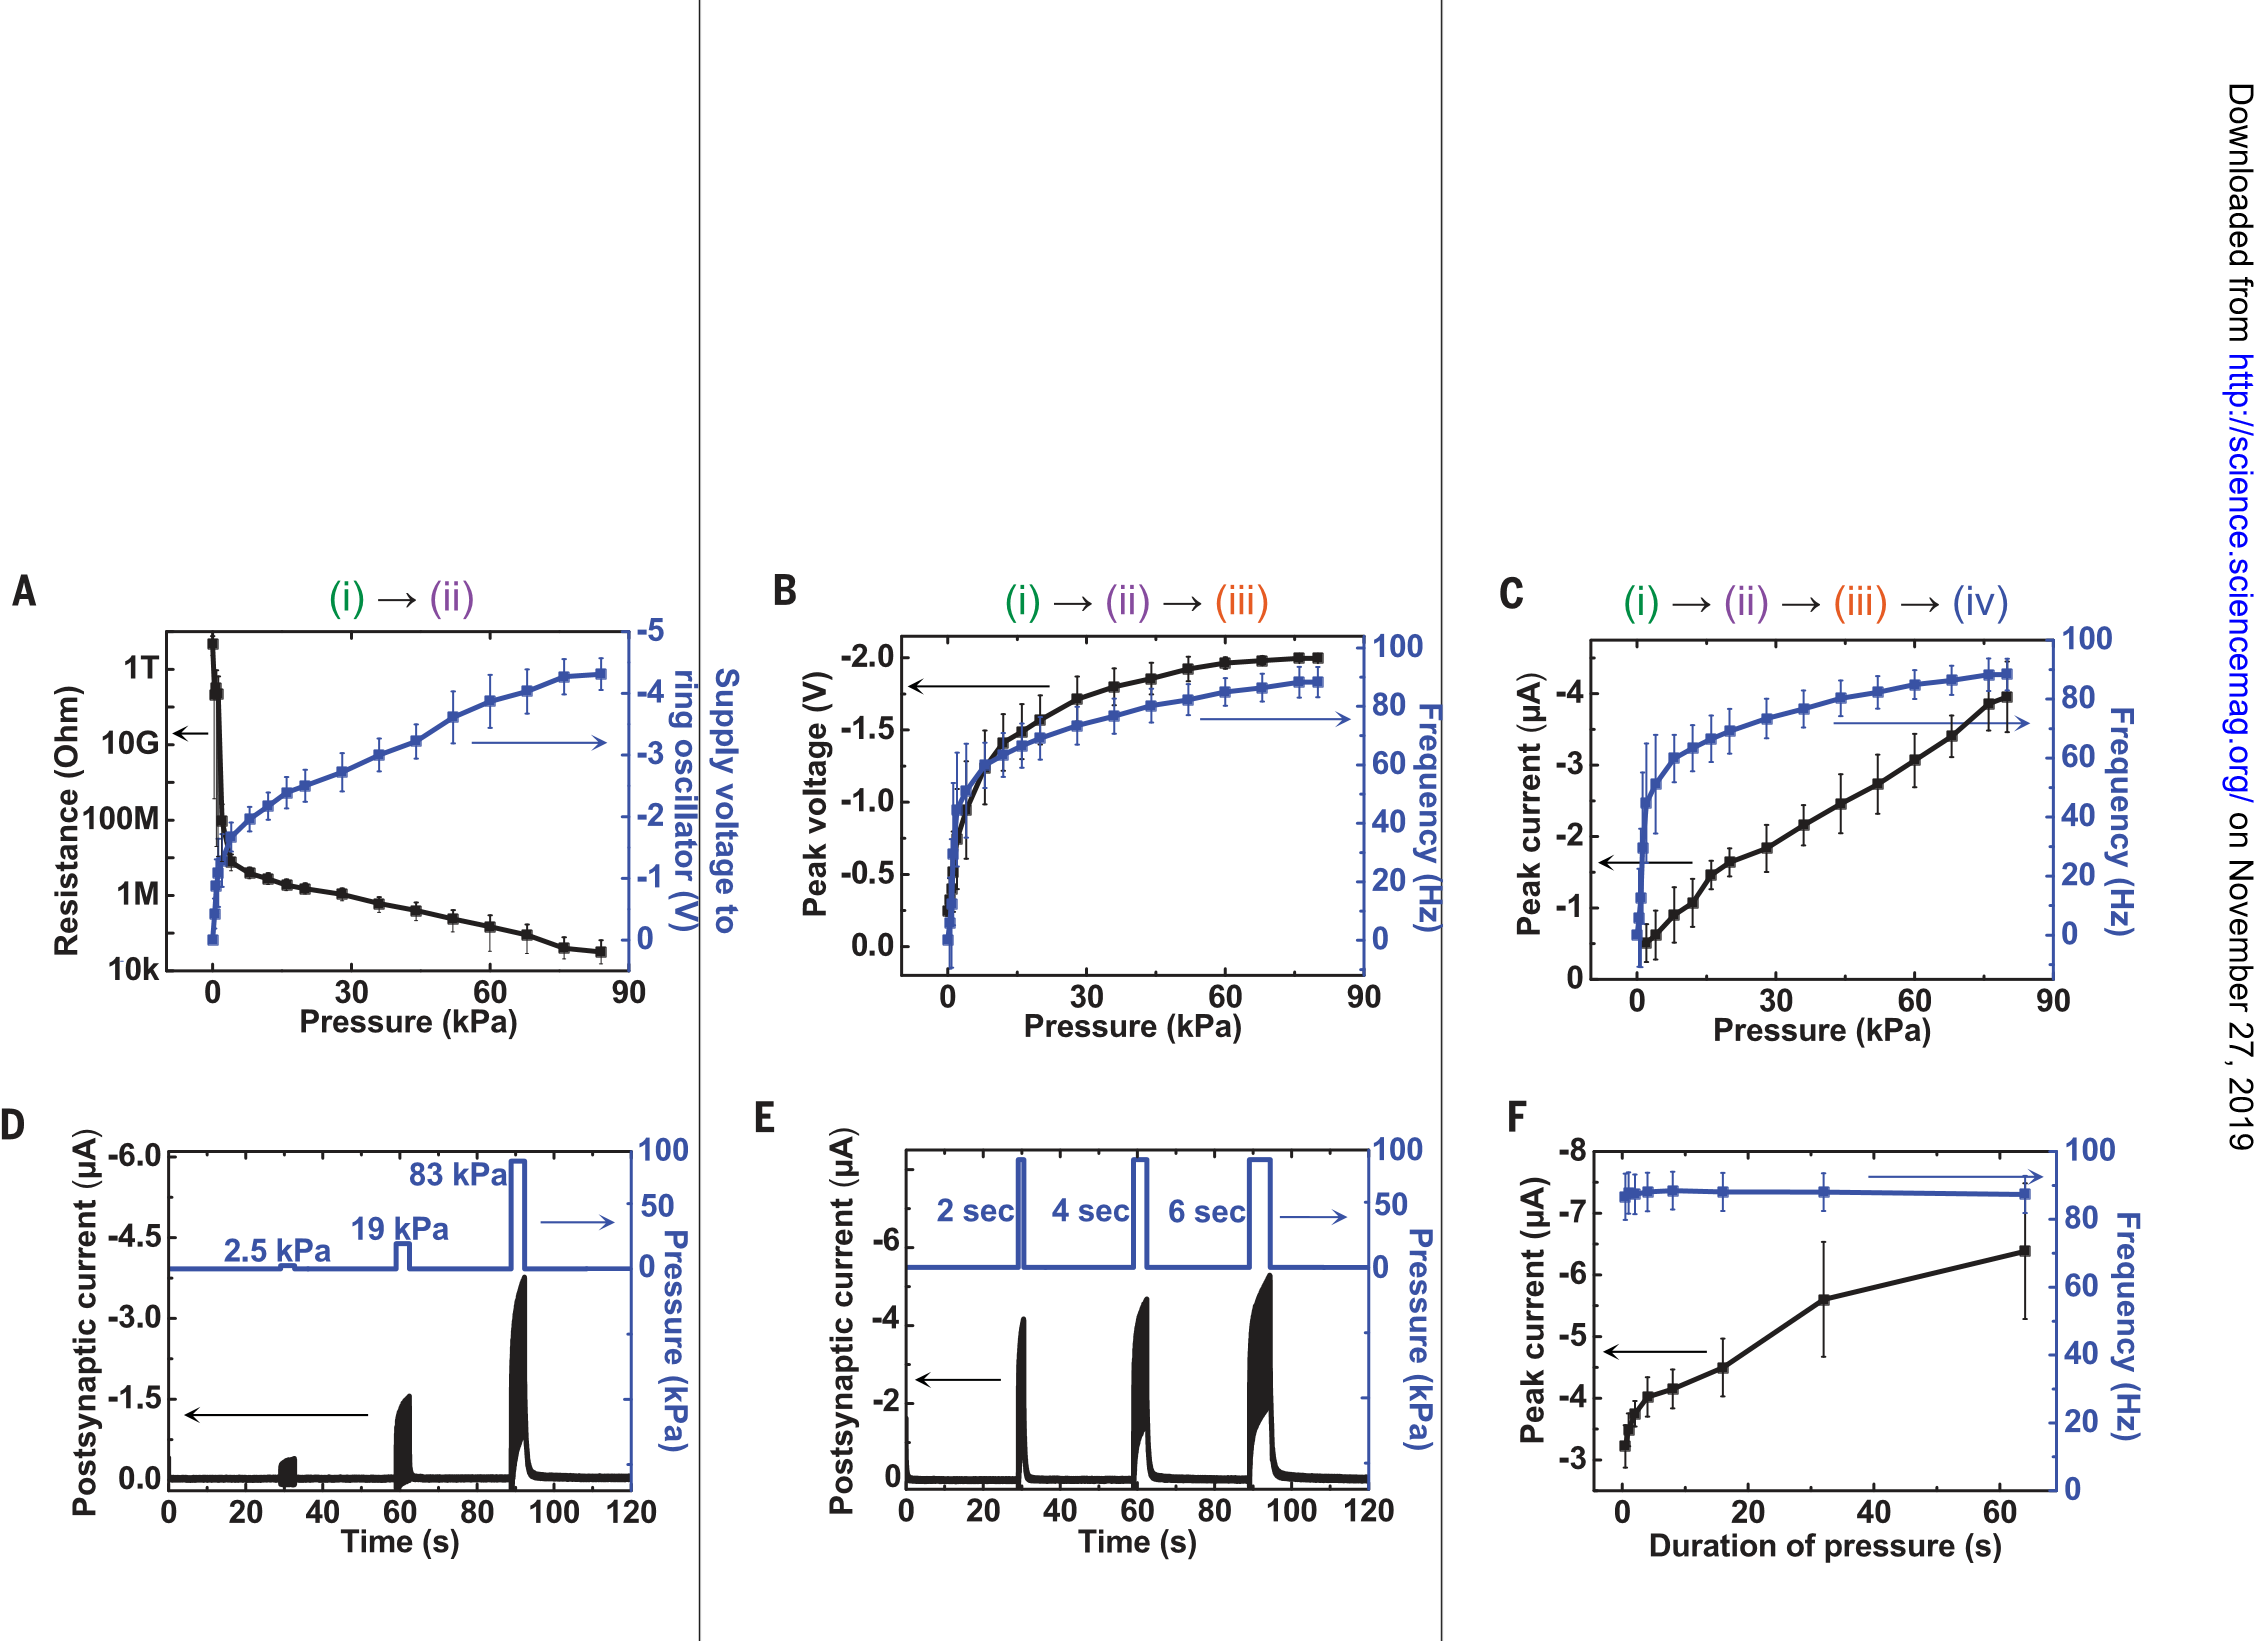 A
(i) → (ii)
1T
10G
100M
1M
10k
Resistance (Ohm)
-5
-4
-3
-2
-1
0
Supply voltage to
ring oscillator (V)
0 30 60 90
Pressure (kPa)
B
(i) → (ii) → (iii)
-2.0
-1.5
-1.0
-0.5
0.0
Peak voltage (V)
100
80
60
40
20
0
Frequency (Hz)
0 30 60 90
Pressure (kPa)
C
(i) → (ii) → (iii) → (iv)
-4
-3
-2
-1
0
Peak current (µA)
100
80
60
40
20
0
Frequency (Hz)
0 30 60 90
Pressure (kPa)
D
-6.0
-4.5
-3.0
-1.5
0.0
Postsynaptic current (µA)
2.5 kPa
19 kPa
83 kPa
100
50
0
Pressure (kPa)
0 20 40 60 80 100 120
Time (s)
E
-6
-4
-2
0
Postsynaptic current (µA)
2 sec
4 sec
6 sec
100
50
0
Pressure (kPa)
0 20 40 60 80 100 120
Time (s)
F
-8
-7
-6
-5
-4
-3
Peak current (µA)
100
80
60
40
20
0
Frequency (Hz)
0 20 40 60
Duration of pressure (s)
Downloaded from http://science.sciencemag.org/ on November 27, 2019